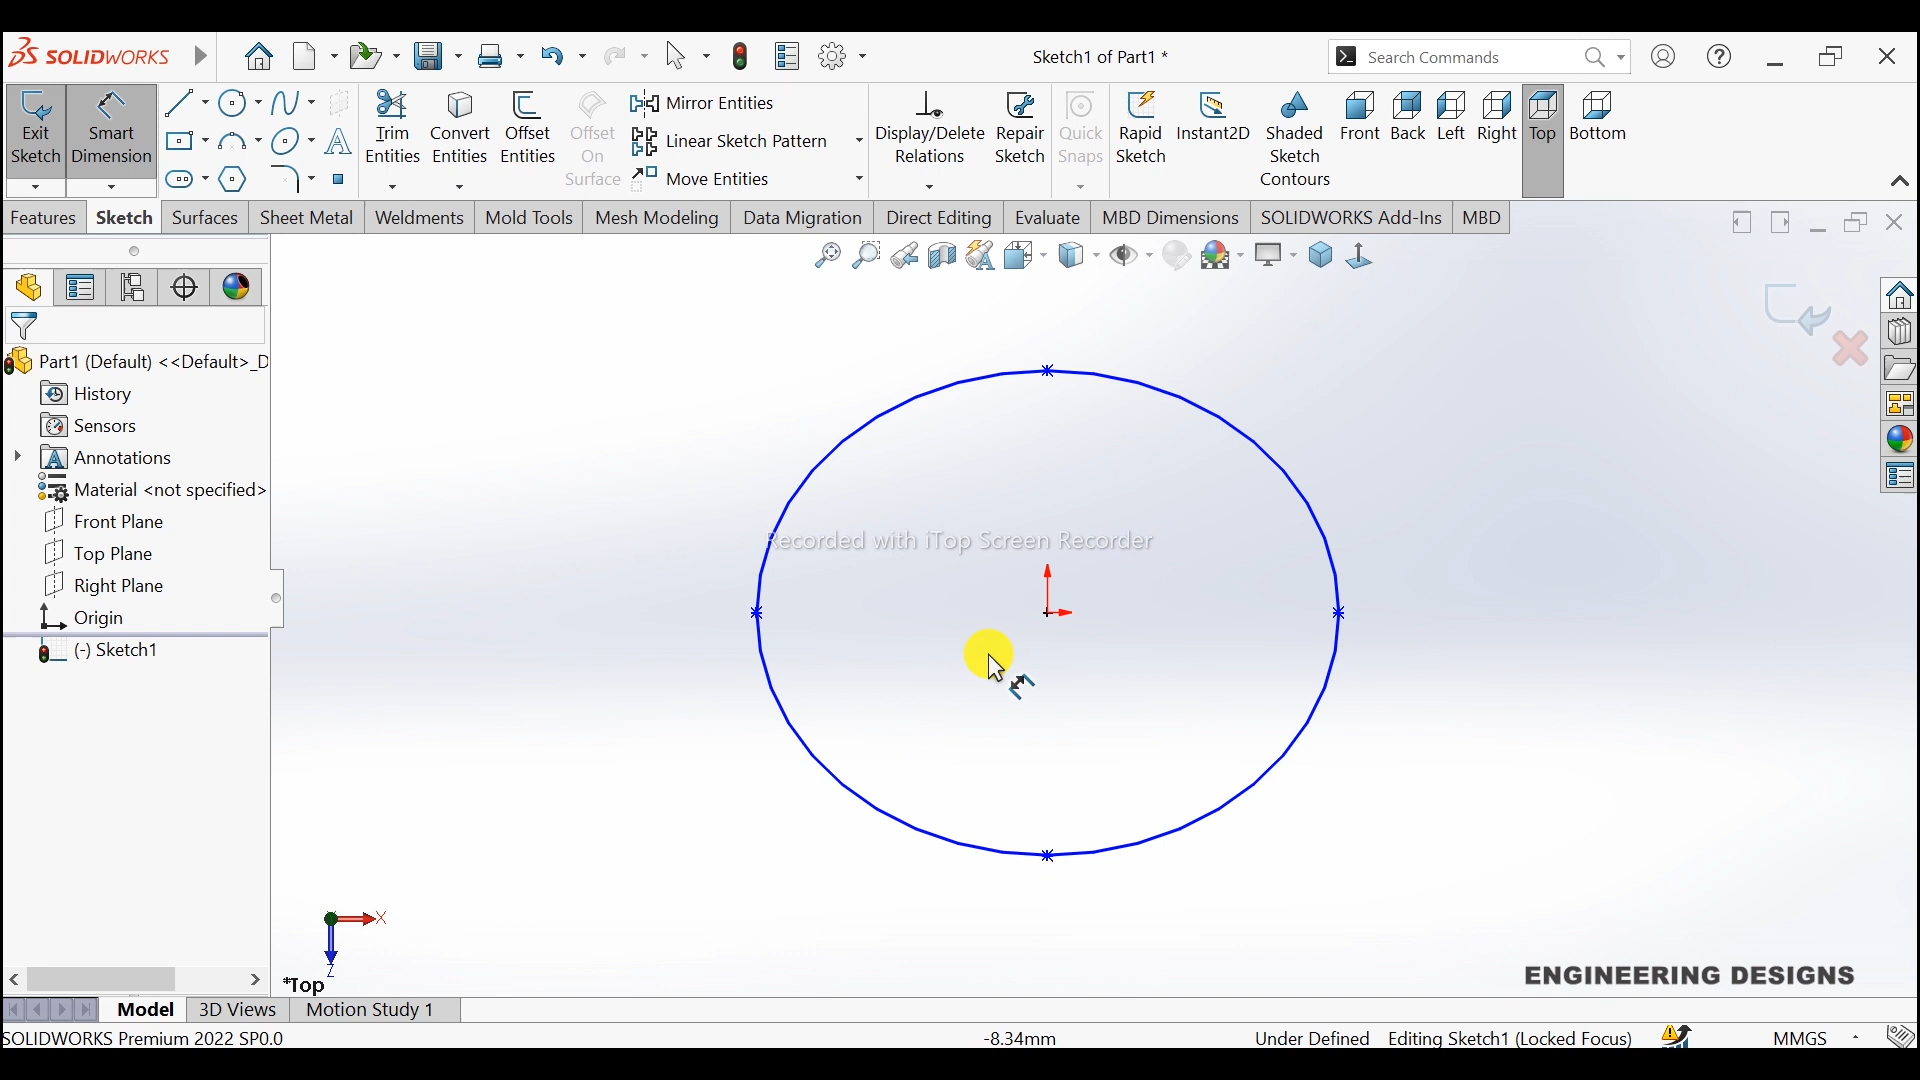 SOLIDWORKS
Sketch1 of Part1 *
Search Commands
Exit Sketch
Smart Dimension
Trim Entities
Convert Entities
Offset Entities
Offset On Surface
Mirror Entities
Linear Sketch Pattern
Move Entities
Display/Delete Relations
Repair Sketch
Quick Snaps
Rapid Sketch
Instant2D
Shaded Sketch Contours
Front
Back
Left
Right
Top
Bottom
Features
Sketch
Surfaces
Sheet Metal
Weldments
Mold Tools
Mesh Modeling
Data Migration
Direct Editing
Evaluate
MBD Dimensions
SOLIDWORKS Add-Ins
MBD
Part1 (Default) <<Default>_D
History
Sensors
Annotations
Material <not specified>
Front Plane
Top Plane
Right Plane
Origin
(-) Sketch1
Recorded with iTop Screen Recorder
X
Z
*Top
ENGINEERING DESIGNS
Model
3D Views
Motion Study 1
SOLIDWORKS Premium 2022 SP0.0
-8.34mm
Under Defined
Editing Sketch1 (Locked Focus)
MMGS